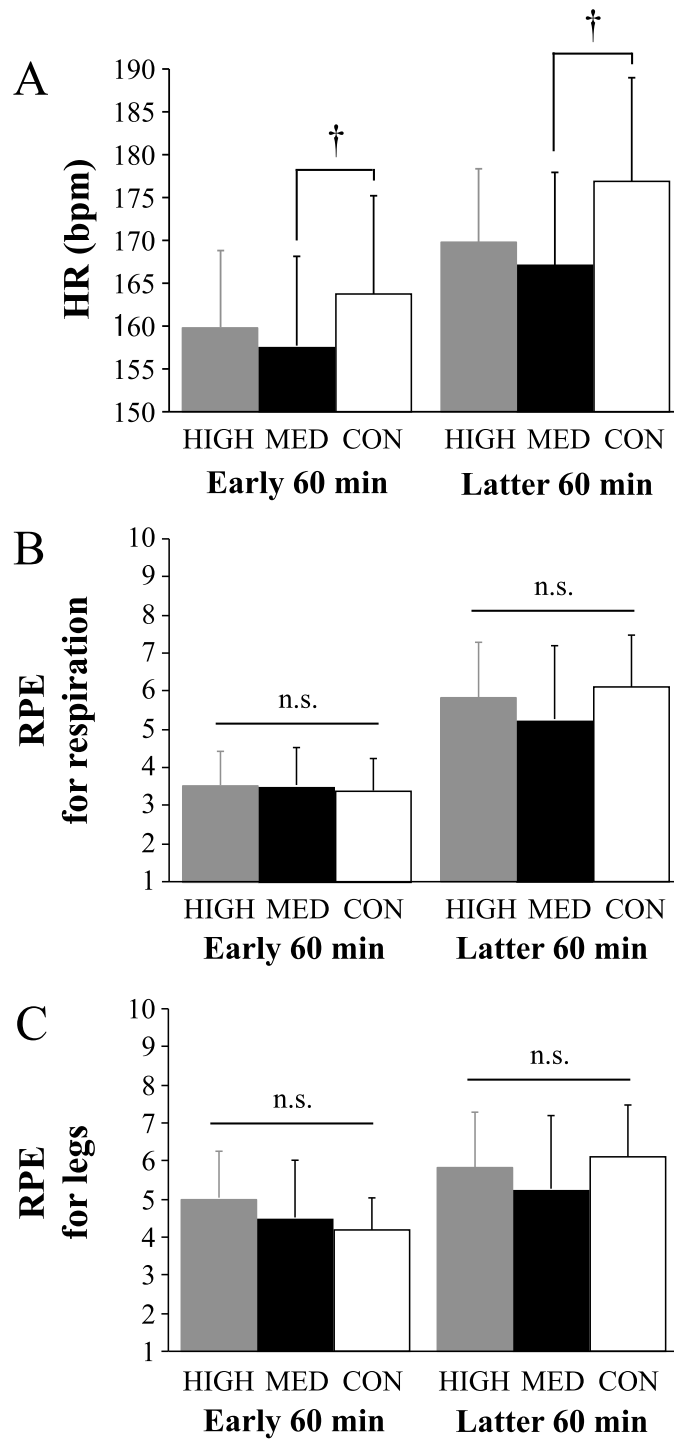 A
HR (bpm)
190
185
180
175
170
165
160
155
150
†
†
HIGH MED CON HIGH MED CON
Early 60 min Latter 60 min
B
RPE
for respiration
10
9
8
7
6
5
4
3
2
1
n.s.
n.s.
HIGH MED CON HIGH MED CON
Early 60 min Latter 60 min
C
RPE
for legs
10
9
8
7
6
5
4
3
2
1
n.s.
n.s.
HIGH MED CON HIGH MED CON
Early 60 min Latter 60 min